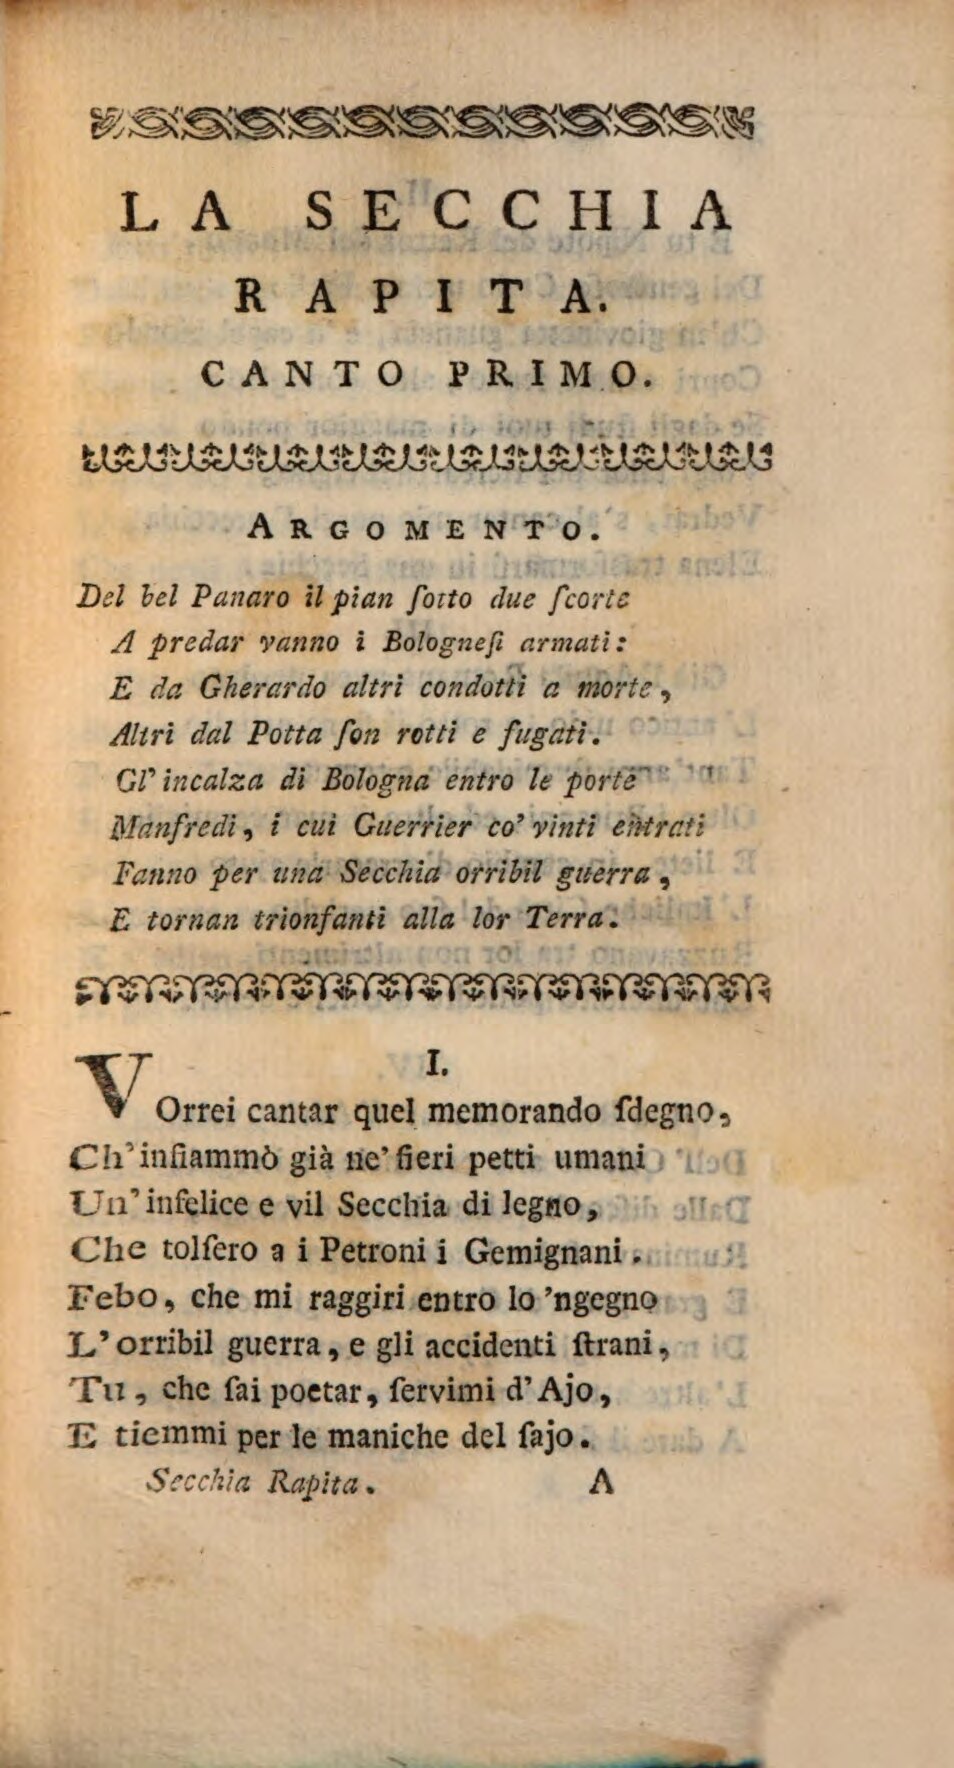 LA SECCHIA
RAPITA.
CANTO PRIMO.
ARGOMENTO.
Del bel Panaro il pian ſotto due ſcorte
A predar vanno i Bologneſi armati:
E da Gherardo altri condotti a morte,
Altri dal Potta ſon rotti e fugati.
Gl' incalza di Bologna entro le porte
Manfredi, i cui Guerrier co' vinti entrati
Fanno per una Secchia orribil guerra,
E tornan trionfanti alla lor Terra.
I.
VOrrei cantar quel memorando ſdegno,
Ch' infiammò già ne' fieri petti umani
Un' infelice e vil Secchia di legno,
Che tolſero a i Petroni i Gemignani.
Febo, che mi raggiri entro lo 'ngegno
L' orribil guerra, e gli accidenti ſtrani,
Tu, che ſai poetar, ſervimi d' Ajo,
E tiemmi per le maniche del ſajo.
Secchia Rapita. A